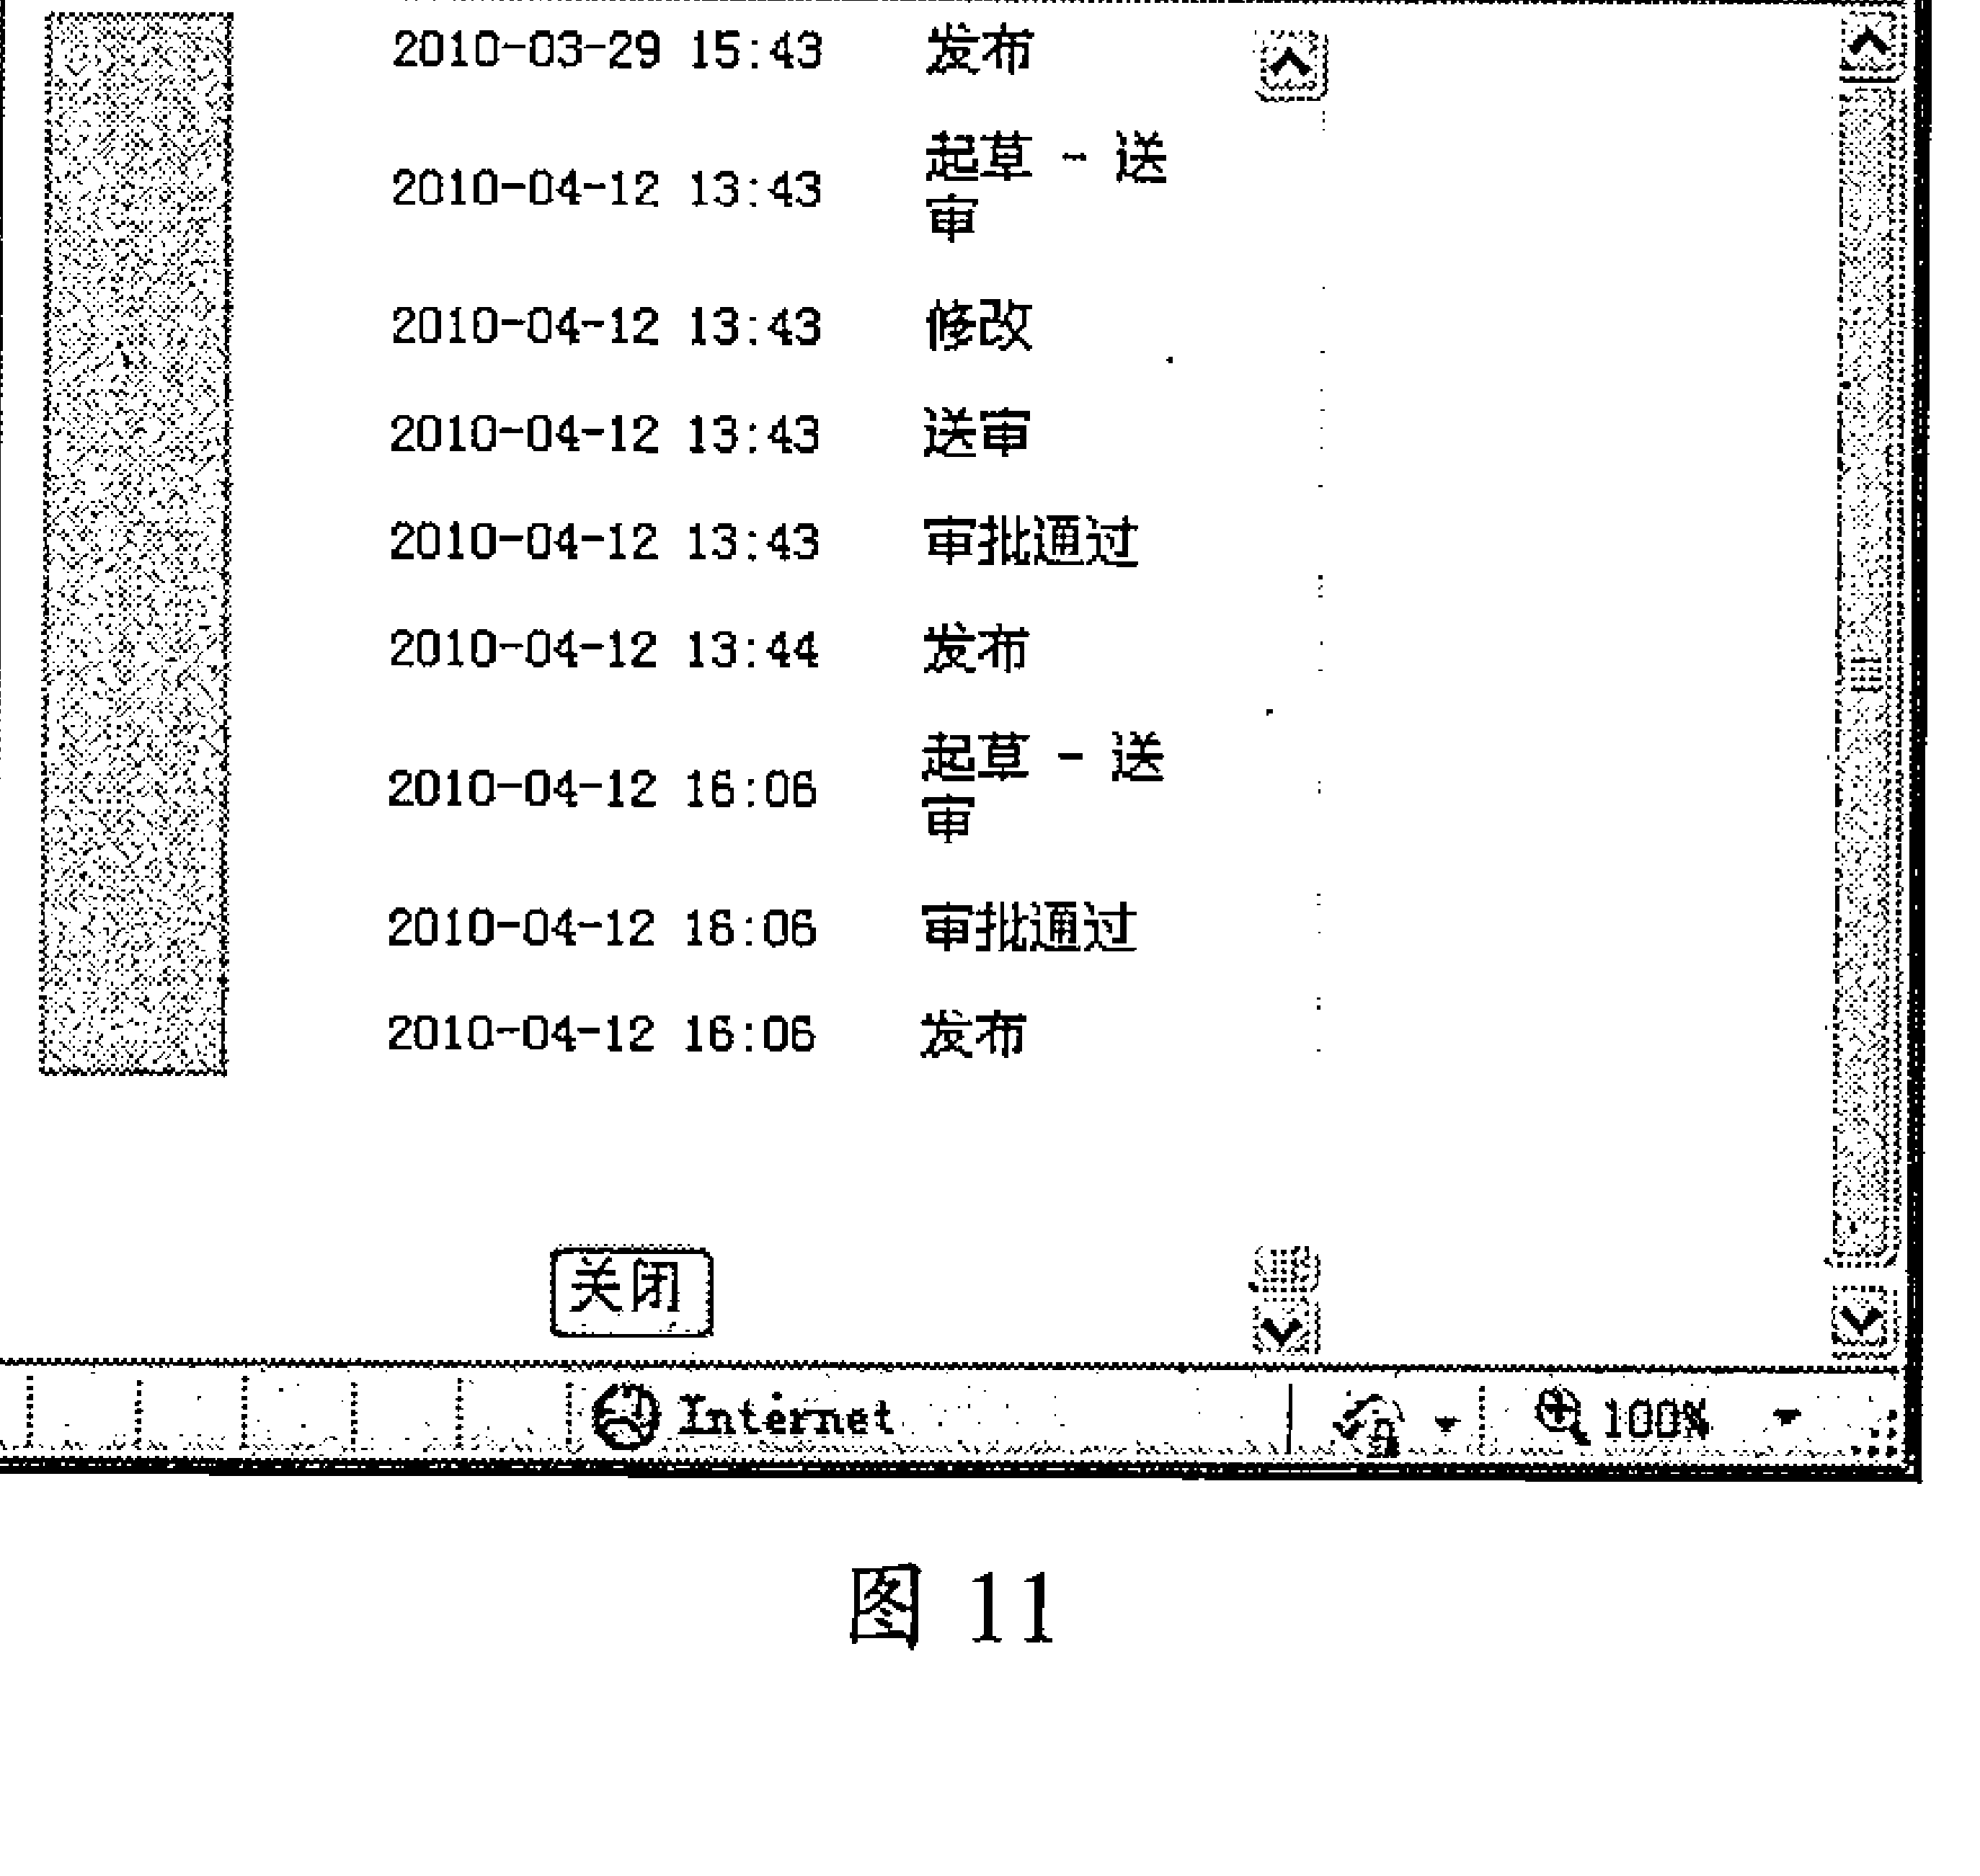 2010-03-29 15:43 发布
2010-04-12 13:43 起草 - 送
审
2010-04-12 13:43 修改
2010-04-12 13:43 送审
2010-04-12 13:43 审批通过
2010-04-12 13:44 发布
2010-04-12 16:06 起草 - 送
审
2010-04-12 16:06 审批通过
2010-04-12 16:06 发布
关闭
Internet 100%
图 11